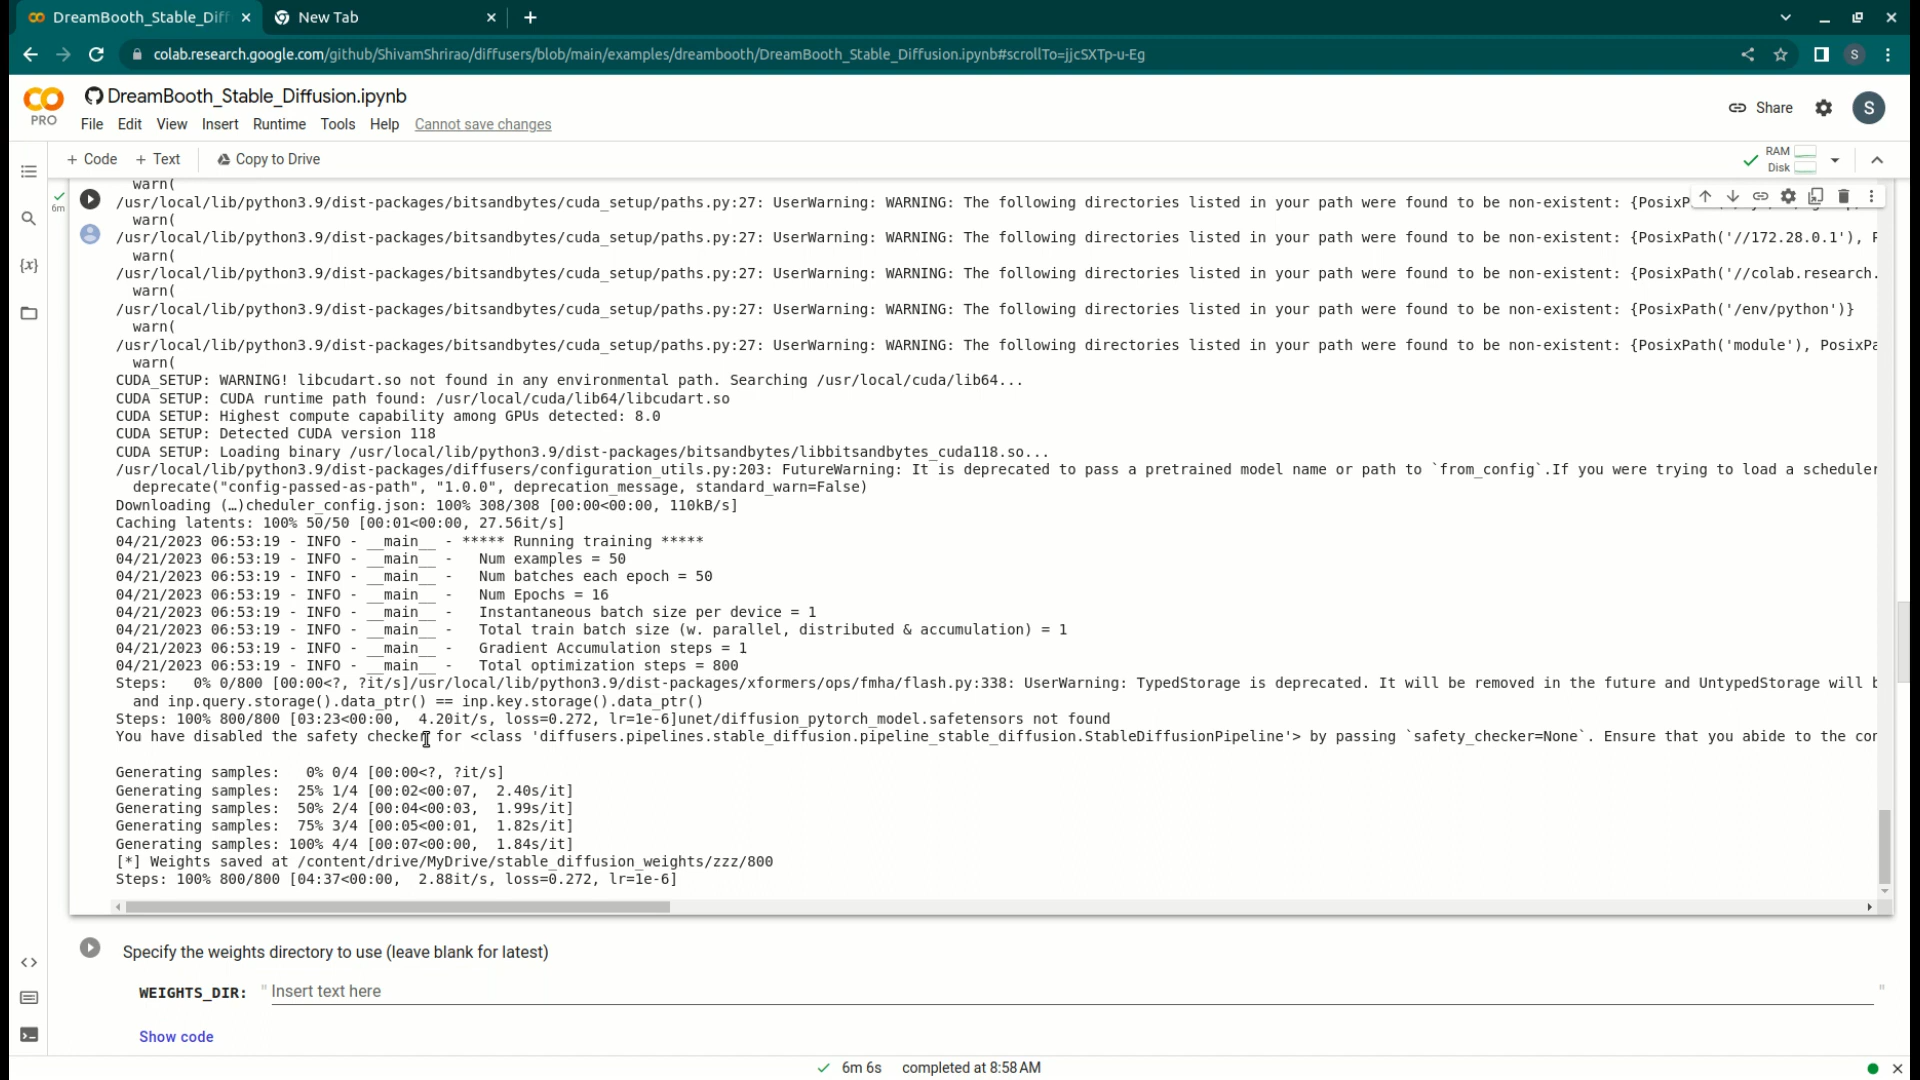 DreamBooth_Stable_Diff
New Tab
colab.research.google.com/github/ShivamShrirao/diffusers/blob/main/examples/dreambooth/DreamBooth_Stable_Diffusion.ipynb#scrollTo=jjcSXTp-u-Eg
S
PRO
DreamBooth_Stable_Diffusion.ipynb
Share
S
File Edit View Insert Runtime Tools Help Cannot save changes
+ Code + Text Copy to Drive
RAM
Disk
6m
warn(
/usr/local/lib/python3.9/dist-packages/bitsandbytes/cuda_setup/paths.py:27: UserWarning: WARNING: The following directories listed in your path were found to be non-existent: {PosixP
warn(
/usr/local/lib/python3.9/dist-packages/bitsandbytes/cuda_setup/paths.py:27: UserWarning: WARNING: The following directories listed in your path were found to be non-existent: {PosixPath('//172.28.0.1'),
warn(
/usr/local/lib/python3.9/dist-packages/bitsandbytes/cuda_setup/paths.py:27: UserWarning: WARNING: The following directories listed in your path were found to be non-existent: {PosixPath('//colab.research.
warn(
/usr/local/lib/python3.9/dist-packages/bitsandbytes/cuda_setup/paths.py:27: UserWarning: WARNING: The following directories listed in your path were found to be non-existent: {PosixPath('/env/python')}
warn(
/usr/local/lib/python3.9/dist-packages/bitsandbytes/cuda_setup/paths.py:27: UserWarning: WARNING: The following directories listed in your path were found to be non-existent: {PosixPath('module'), PosixPa
warn(
CUDA_SETUP: WARNING! libcudart.so not found in any environmental path. Searching /usr/local/cuda/lib64...
CUDA SETUP: CUDA runtime path found: /usr/local/cuda/lib64/libcudart.so
CUDA SETUP: Highest compute capability among GPUs detected: 8.0
CUDA SETUP: Detected CUDA version 118
CUDA SETUP: Loading binary /usr/local/lib/python3.9/dist-packages/bitsandbytes/libbitsandbytes_cuda118.so...
/usr/local/lib/python3.9/dist-packages/diffusers/configuration_utils.py:203: FutureWarning: It is deprecated to pass a pretrained model name or path to `from_config`.If you were trying to load a scheduler
deprecate("config-passed-as-path", "1.0.0", deprecation_message, standard_warn=False)
Downloading (…)cheduler_config.json: 100% 308/308 [00:00<00:00, 110kB/s]
Caching latents: 100% 50/50 [00:01<00:00, 27.56it/s]
04/21/2023 06:53:19 - INFO - __main__ - ***** Running training *****
04/21/2023 06:53:19 - INFO - __main__ -   Num examples = 50
04/21/2023 06:53:19 - INFO - __main__ -   Num batches each epoch = 50
04/21/2023 06:53:19 - INFO - __main__ -   Num Epochs = 16
04/21/2023 06:53:19 - INFO - __main__ -   Instantaneous batch size per device = 1
04/21/2023 06:53:19 - INFO - __main__ -   Total train batch size (w. parallel, distributed & accumulation) = 1
04/21/2023 06:53:19 - INFO - __main__ -   Gradient Accumulation steps = 1
04/21/2023 06:53:19 - INFO - __main__ -   Total optimization steps = 800
Steps:   0% 0/800 [00:00<?, ?it/s]/usr/local/lib/python3.9/dist-packages/xformers/ops/fmha/flash.py:338: UserWarning: TypedStorage is deprecated. It will be removed in the future and UntypedStorage will b
and inp.query.storage().data_ptr() == inp.key.storage().data_ptr()
Steps: 100% 800/800 [03:23<00:00,  4.20it/s, loss=0.272, lr=1e-6]unet/diffusion_pytorch_model.safetensors not found
You have disabled the safety checker for <class 'diffusers.pipelines.stable_diffusion.pipeline_stable_diffusion.StableDiffusionPipeline'> by passing `safety_checker=None`. Ensure that you abide to the con
Generating samples:   0% 0/4 [00:00<?, ?it/s]
Generating samples:  25% 1/4 [00:02<00:07,  2.40s/it]
Generating samples:  50% 2/4 [00:04<00:03,  1.99s/it]
Generating samples:  75% 3/4 [00:05<00:01,  1.82s/it]
Generating samples: 100% 4/4 [00:07<00:00,  1.84s/it]
[*] Weights saved at /content/drive/MyDrive/stable_diffusion_weights/zzz/800
Steps: 100% 800/800 [04:37<00:00,  2.88it/s, loss=0.272, lr=1e-6]
Specify the weights directory to use (leave blank for latest)
WEIGHTS_DIR: " Insert text here "
Show code
6m 6s completed at 8:58 AM